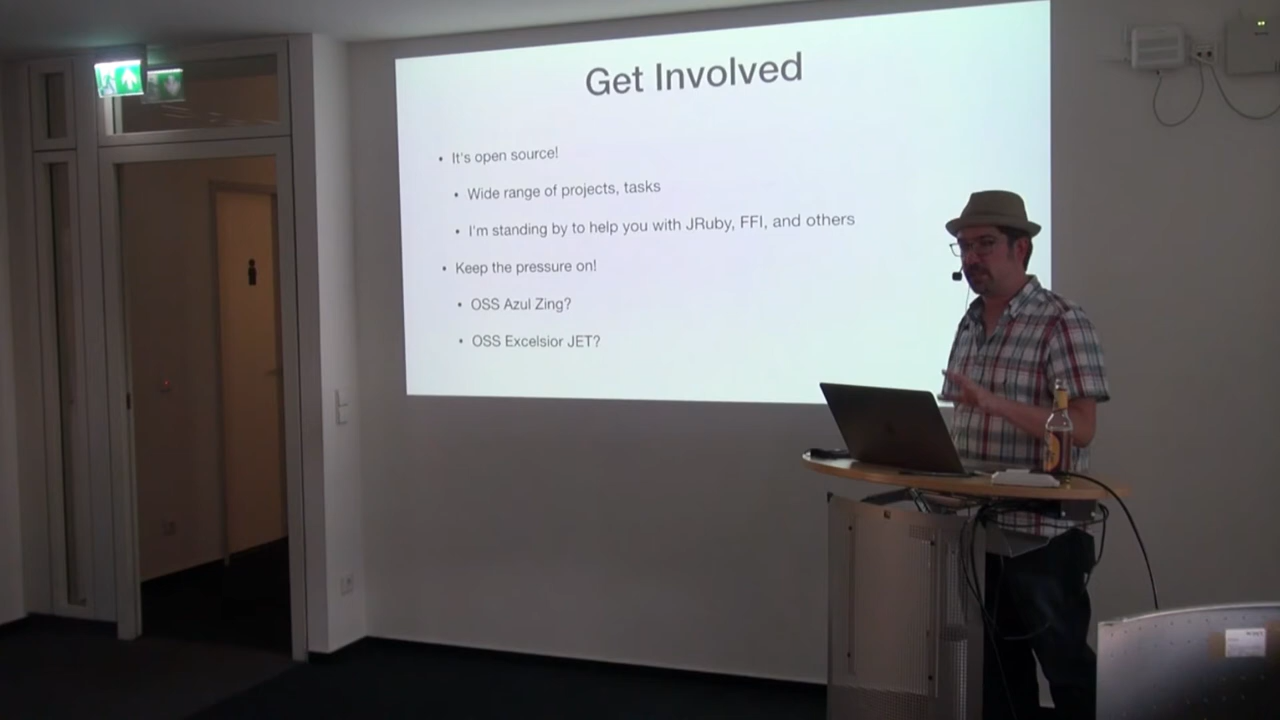 Get Involved
• It's open source!
• Wide range of projects, tasks
• I'm standing by to help you with JRuby, FFI, and others
• Keep the pressure on!
• OSS Azul Zing?
• OSS Excelsior JET?